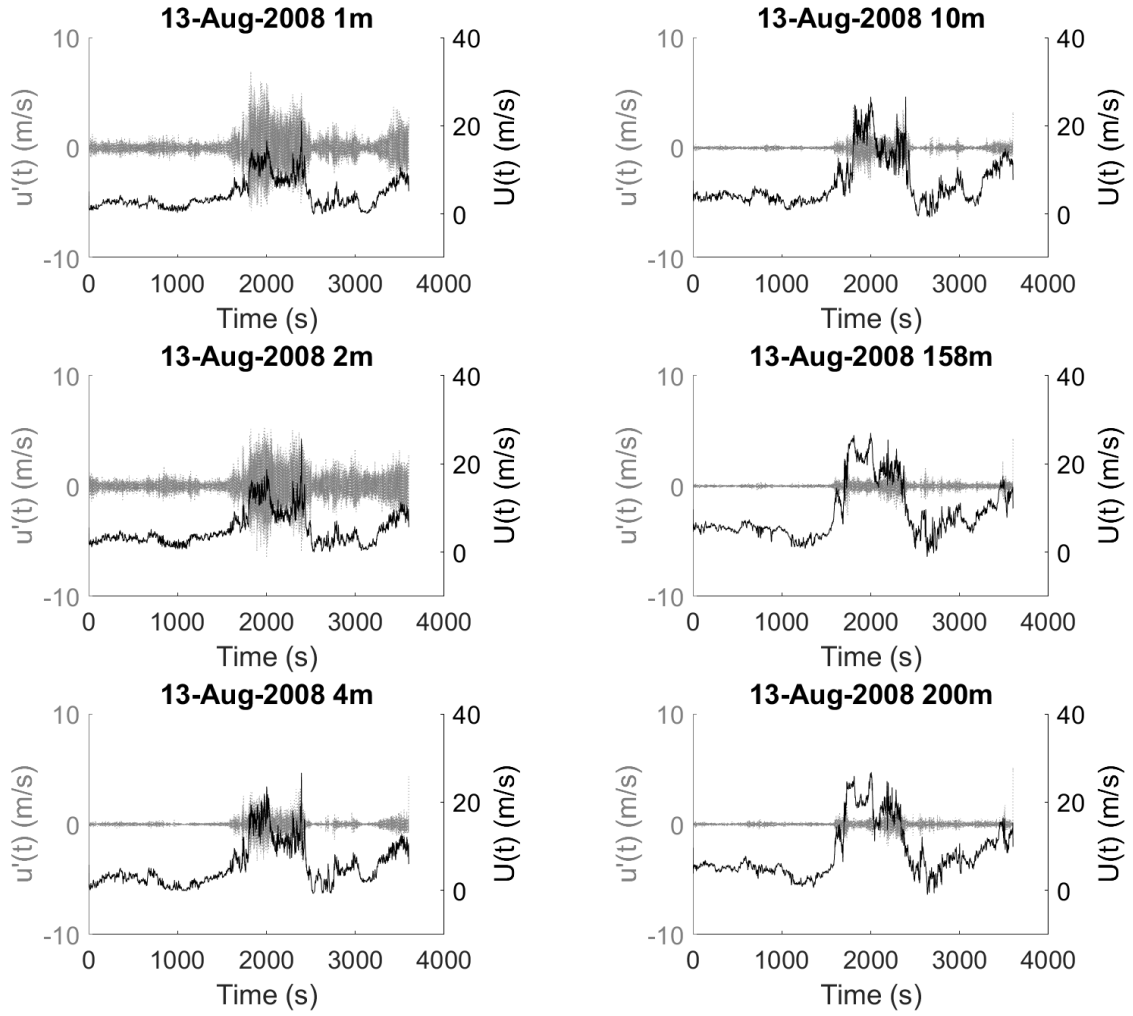 13-Aug-2008 1m
10
0
-10
u'(t) (m/s)
40
20
0
U(t) (m/s)
0 1000 2000 3000 4000
Time (s)
13-Aug-2008 10m
10
0
-10
u'(t) (m/s)
40
20
0
U(t) (m/s)
0 1000 2000 3000 4000
Time (s)
13-Aug-2008 2m
10
0
-10
u'(t) (m/s)
40
20
0
U(t) (m/s)
0 1000 2000 3000 4000
Time (s)
13-Aug-2008 158m
10
0
-10
u'(t) (m/s)
40
20
0
U(t) (m/s)
0 1000 2000 3000 4000
Time (s)
13-Aug-2008 4m
10
0
-10
u'(t) (m/s)
40
20
0
U(t) (m/s)
0 1000 2000 3000 4000
Time (s)
13-Aug-2008 200m
10
0
-10
u'(t) (m/s)
40
20
0
U(t) (m/s)
0 1000 2000 3000 4000
Time (s)